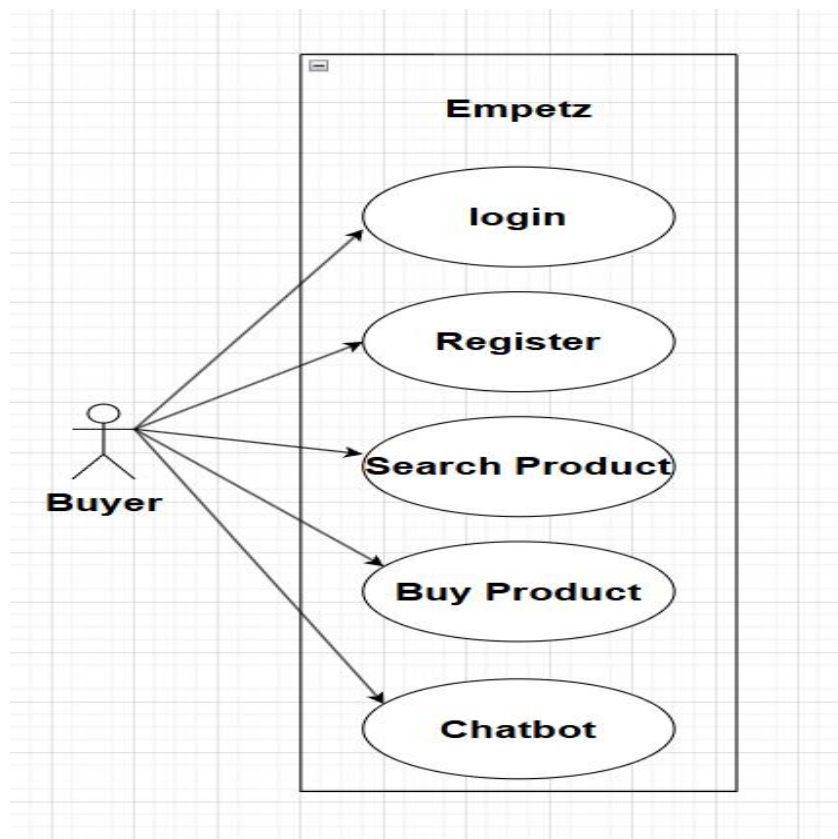 Empetz
login
Register
Search Product
Buyer
Buy Product
Chatbot